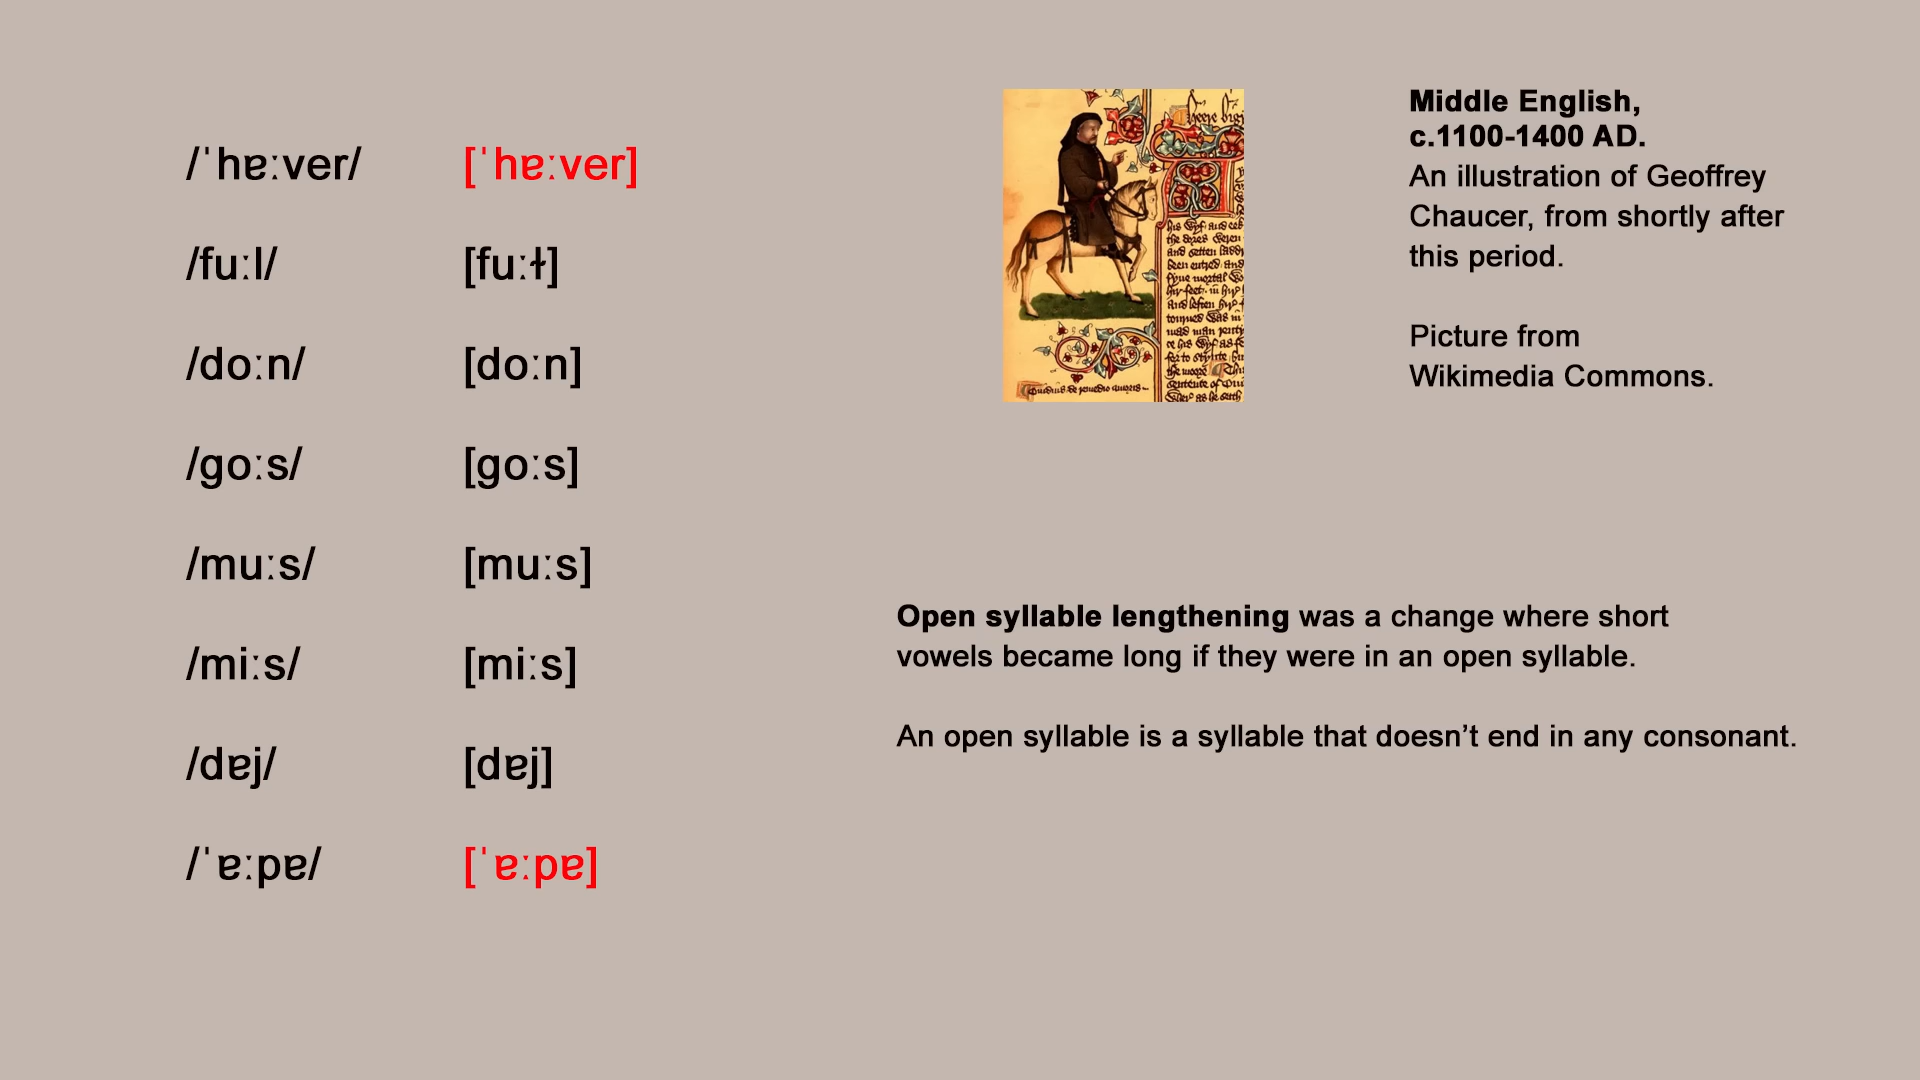 /ˈhɐːver/ [ˈhɐːver]
/fuːl/ [fuːɫ]
/doːn/ [doːn]
/goːs/ [goːs]
/muːs/ [muːs]
/miːs/ [miːs]
/dɐj/ [dɐj]
/ˈɐːpɐ/ [ˈɐːpɐ]
Middle English,
c.1100-1400 AD.
An illustration of Geoffrey
Chaucer, from shortly after
this period.
Picture from
Wikimedia Commons.
Open syllable lengthening was a change where short
vowels became long if they were in an open syllable.
An open syllable is a syllable that doesn’t end in any consonant.